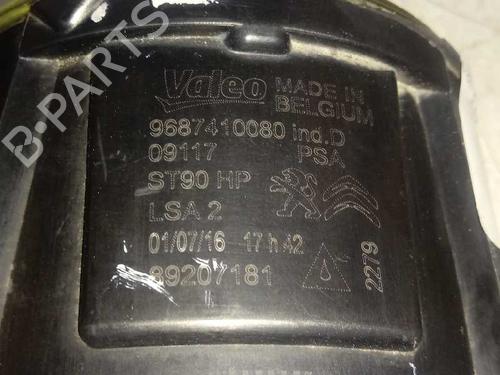 Valeo MADE IN BELGIUM
9687410080 ind.D
09117 PSA
ST90 HP
LSA 2
01/07/16 17 h 42
89207181
2279
B-PARTS